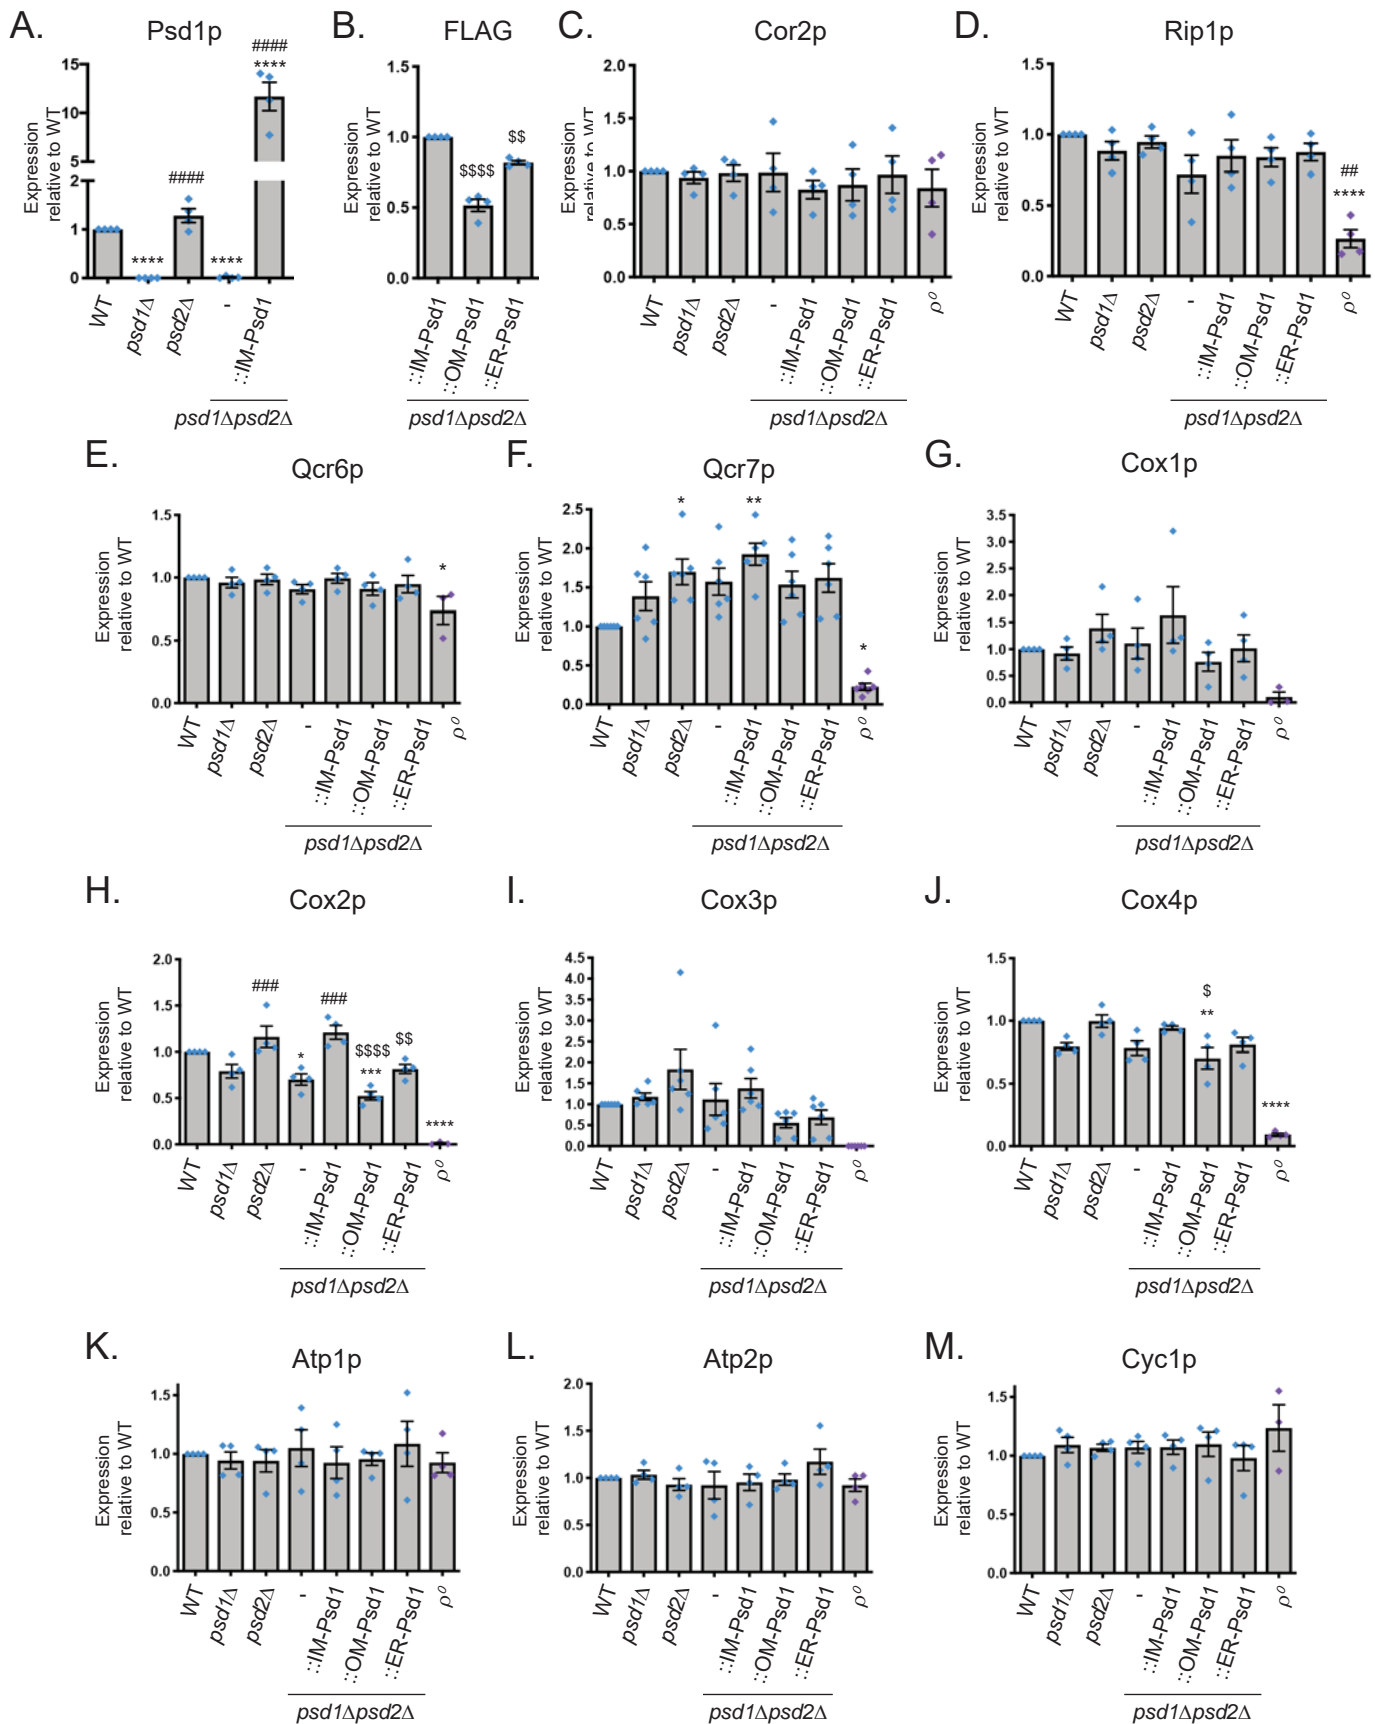 A.
Psd1p
Expression
relative to WT
15
10
5
2
1
0
####
****
####
****
****
WT
psd1Δ
psd2Δ
-
::IM-Psd1
psd1Δpsd2Δ
B.
FLAG
Expression
relative to WT
1.5
1.0
0.5
0.0
$$$$
$$
::IM-Psd1
::OM-Psd1
::ER-Psd1
psd1Δpsd2Δ
C.
Cor2p
Expression
relative to WT
2.0
1.5
1.0
0.5
0.0
WT
psd1Δ
psd2Δ
-
::IM-Psd1
::OM-Psd1
::ER-Psd1
ρ⁰
psd1Δpsd2Δ
D.
Rip1p
Expression
relative to WT
1.5
1.0
0.5
0.0
##
****
WT
psd1Δ
psd2Δ
-
::IM-Psd1
::OM-Psd1
::ER-Psd1
ρ⁰
psd1Δpsd2Δ
E.
Qcr6p
Expression
relative to WT
1.5
1.0
0.5
0.0
*
WT
psd1Δ
psd2Δ
-
::IM-Psd1
::OM-Psd1
::ER-Psd1
ρ⁰
psd1Δpsd2Δ
F.
Qcr7p
Expression
relative to WT
2.5
2.0
1.5
1.0
0.5
0.0
*
**
*
WT
psd1Δ
psd2Δ
-
::IM-Psd1
::OM-Psd1
::ER-Psd1
ρ⁰
psd1Δpsd2Δ
G.
Cox1p
Expression
relative to WT
3.5
3.0
2.5
2.0
1.5
1.0
0.5
0.0
WT
psd1Δ
psd2Δ
-
::IM-Psd1
::OM-Psd1
::ER-Psd1
ρ⁰
psd1Δpsd2Δ
H.
Cox2p
Expression
relative to WT
2.0
1.5
1.0
0.5
0.0
###
*
###
$$$$
***
$$
****
WT
psd1Δ
psd2Δ
-
::IM-Psd1
::OM-Psd1
::ER-Psd1
ρ⁰
psd1Δpsd2Δ
I.
Cox3p
Expression
relative to WT
4.5
4.0
3.5
3.0
2.5
2.0
1.5
1.0
0.5
0.0
WT
psd1Δ
psd2Δ
-
::IM-Psd1
::OM-Psd1
::ER-Psd1
ρ⁰
psd1Δpsd2Δ
J.
Cox4p
Expression
relative to WT
1.5
1.0
0.5
0.0
$
**
****
WT
psd1Δ
psd2Δ
-
::IM-Psd1
::OM-Psd1
::ER-Psd1
ρ⁰
psd1Δpsd2Δ
K.
Atp1p
Expression
relative to WT
1.5
1.0
0.5
0.0
WT
psd1Δ
psd2Δ
-
::IM-Psd1
::OM-Psd1
::ER-Psd1
ρ⁰
psd1Δpsd2Δ
L.
Atp2p
Expression
relative to WT
2.0
1.5
1.0
0.5
0.0
WT
psd1Δ
psd2Δ
-
::IM-Psd1
::OM-Psd1
::ER-Psd1
ρ⁰
psd1Δpsd2Δ
M.
Cyc1p
Expression
relative to WT
1.5
1.0
0.5
0.0
WT
psd1Δ
psd2Δ
-
::IM-Psd1
::OM-Psd1
::ER-Psd1
ρ⁰
psd1Δpsd2Δ